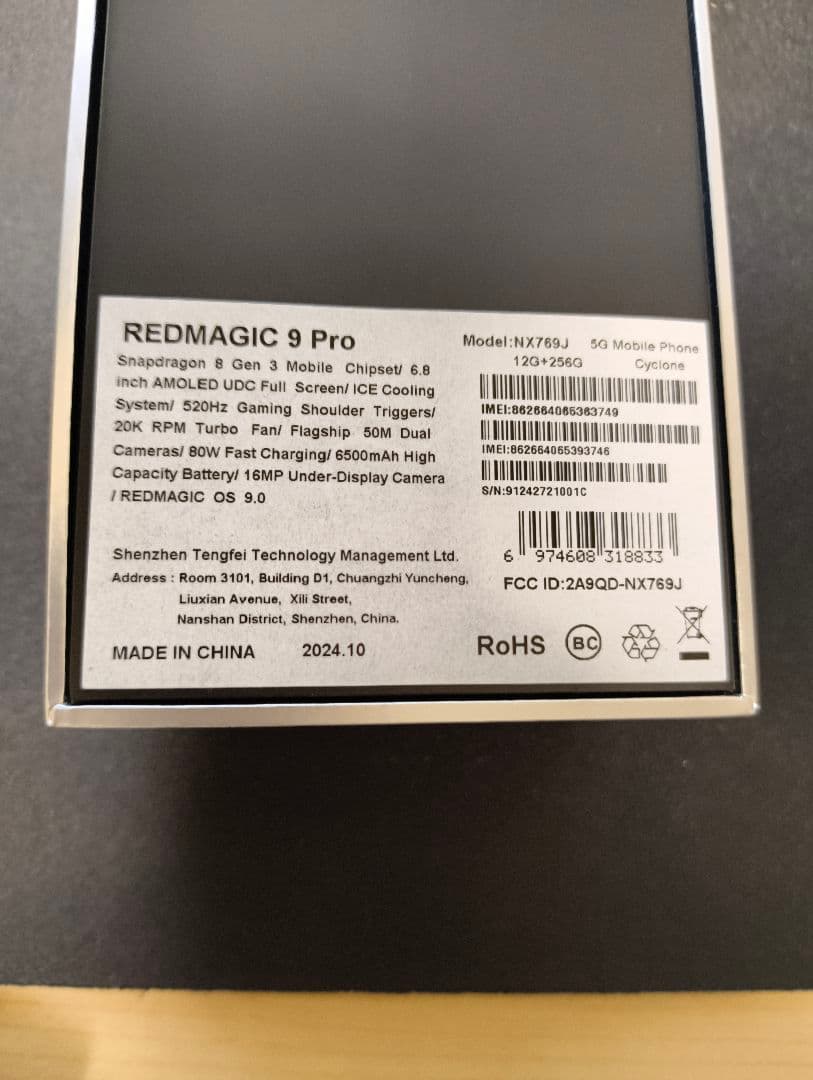 REDMAGIC 9 Pro
Snapdragon 8 Gen 3 Mobile Chipset/ 6.8
inch AMOLED UDC Full Screen/ ICE Cooling
System/ 520Hz Gaming Shoulder Triggers/
20K RPM Turbo Fan/ Flagship 50M Dual
Cameras/ 80W Fast Charging/ 6500mAh High
Capacity Battery/ 16MP Under-Display Camera
/ REDMAGIC OS 9.0
Model:NX769J 5G Mobile Phone
12G+256G Cyclone
IMEI:862664065363749
IMEI:862664065393746
S/N:91242721001C
6 974608 318833
FCC ID:2A9QD-NX769J
Shenzhen Tengfei Technology Management Ltd.
Address : Room 3101, Building D1, Chuangzhi Yuncheng,
Liuxian Avenue, Xili Street,
Nanshan District, Shenzhen, China.
MADE IN CHINA 2024.10
RoHS BC